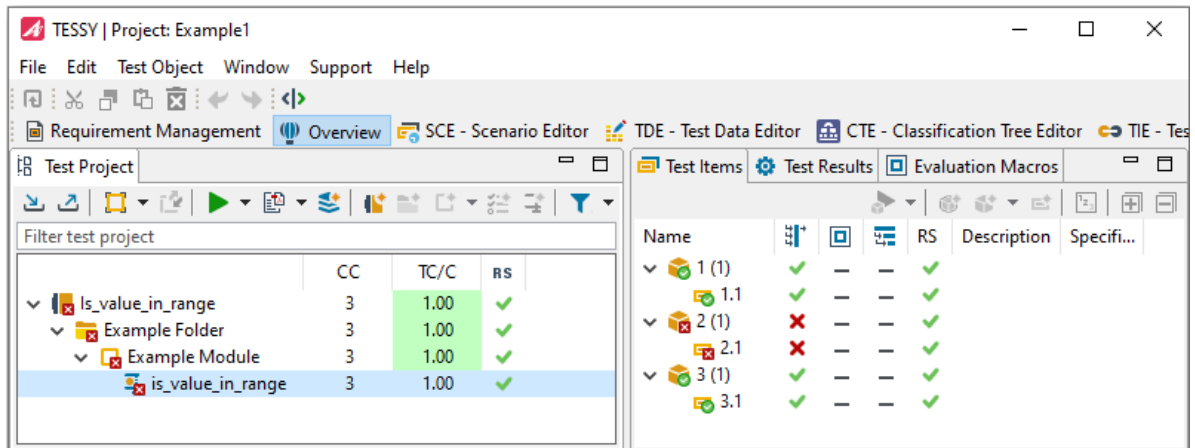 TESSY | Project: Example1
File Edit Test Object Window Support Help
Requirement Management Overview SCE - Scenario Editor TDE - Test Data Editor CTE - Classification Tree Editor TIE - Tes
Test Project
Filter test project
CC TC/C RS
Is_value_in_range 3 1.00
Example Folder 3 1.00
Example Module 3 1.00
is_value_in_range 3 1.00
Test Items Test Results Evaluation Macros
Name RS Description Specifi...
1 (1)
1.1
2 (1)
2.1
3 (1)
3.1